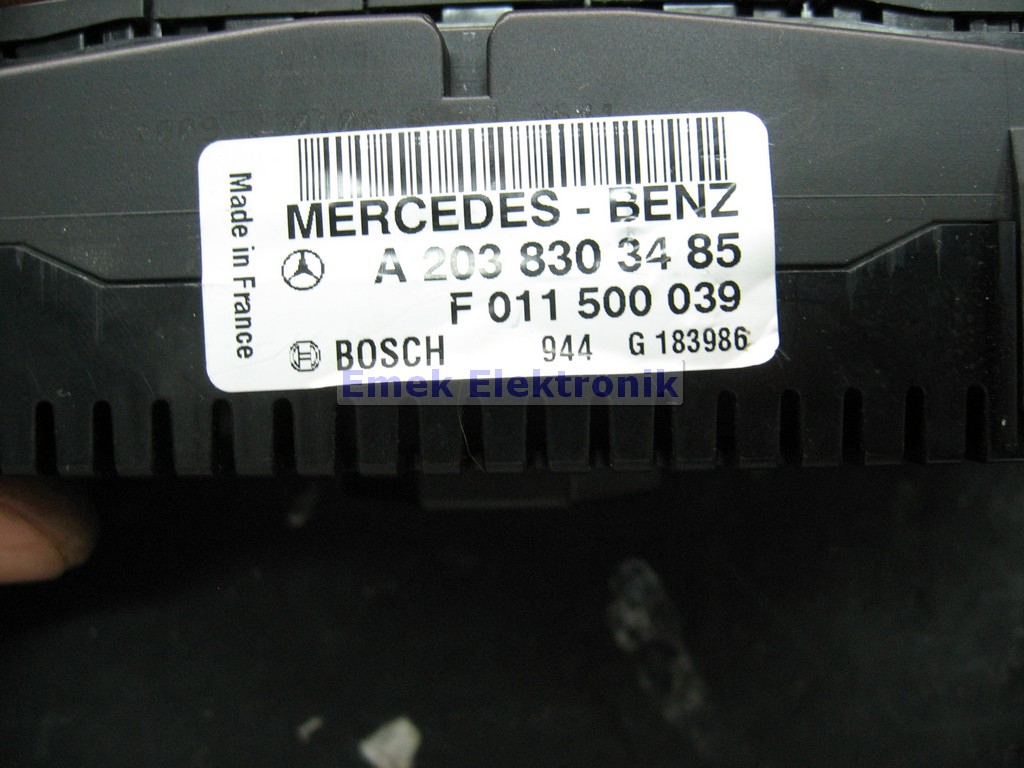 Made in France
MERCEDES - BENZ
A 203 830 34 85
F 011 500 039
BOSCH 944 G 183986
Emek Elektronik